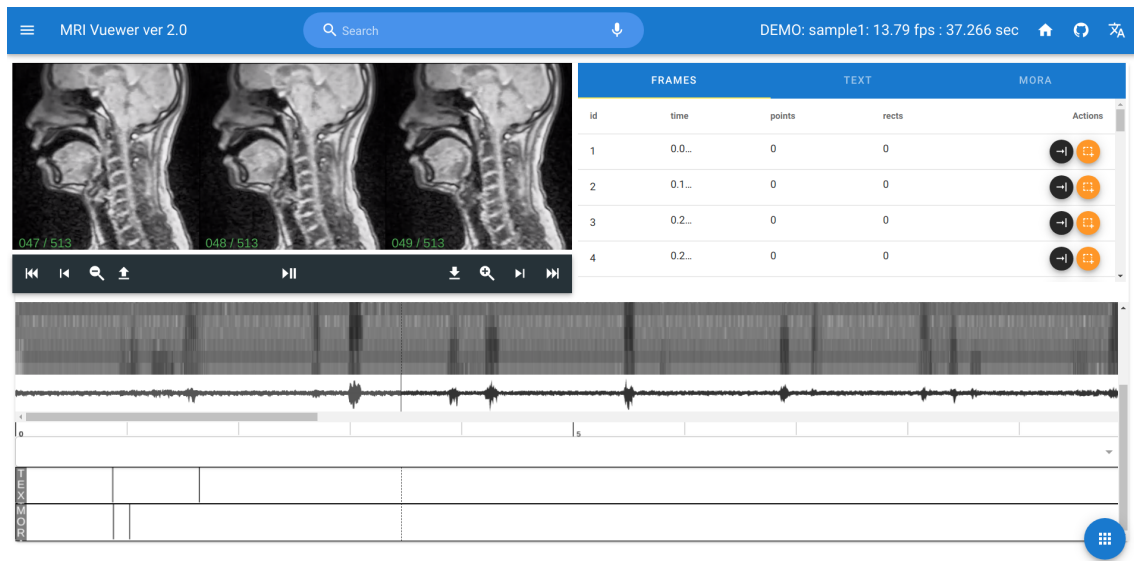 MRI Vuewer ver 2.0
Search
DEMO: sample1: 13.79 fps : 37.266 sec
047 / 513
048 / 513
049 / 513
FRAMES TEXT MORA
id time points rects Actions
1 0.0... 0 0
2 0.1... 0 0
3 0.2... 0 0
4 0.2... 0 0
0
5
TEX
MOR